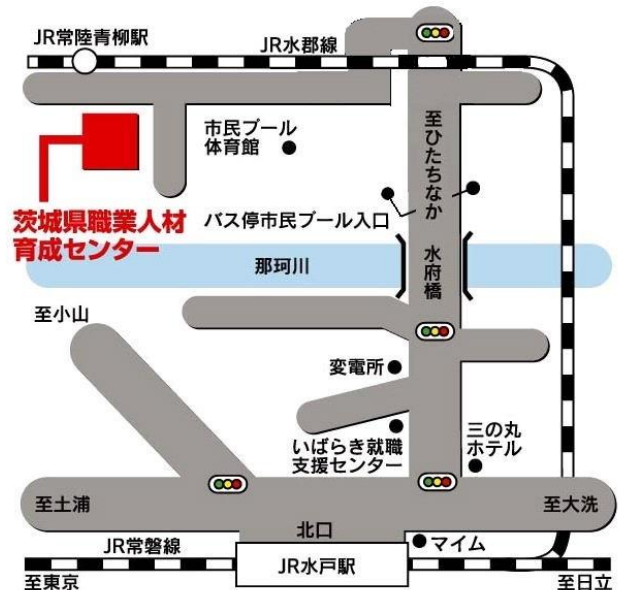 JR常陸青柳駅
JR水郡線
市民プール
体育館
至ひたちなか
茨城県職業人材
育成センター
バス停市民プール入口
那珂川
水府橋
至小山
変電所
いばらき就職
支援センター
三の丸
ホテル
至土浦
至大洗
北口
JR常磐線
マイム
JR水戸駅
至東京
至日立